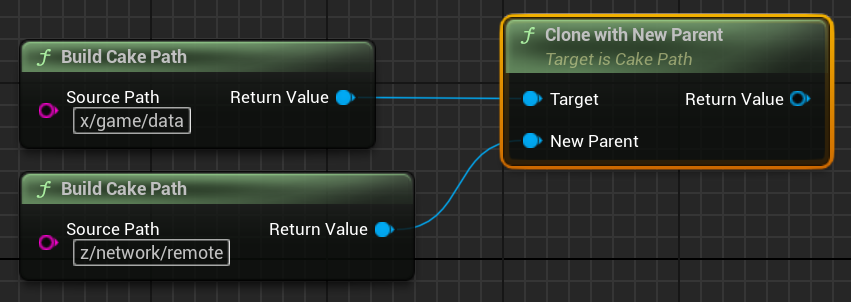 f Build Cake Path
Source Path
Return Value
x/game/data
f Build Cake Path
Source Path
Return Value
z/network/remote
f Clone with New Parent
Target is Cake Path
Target
Return Value
New Parent